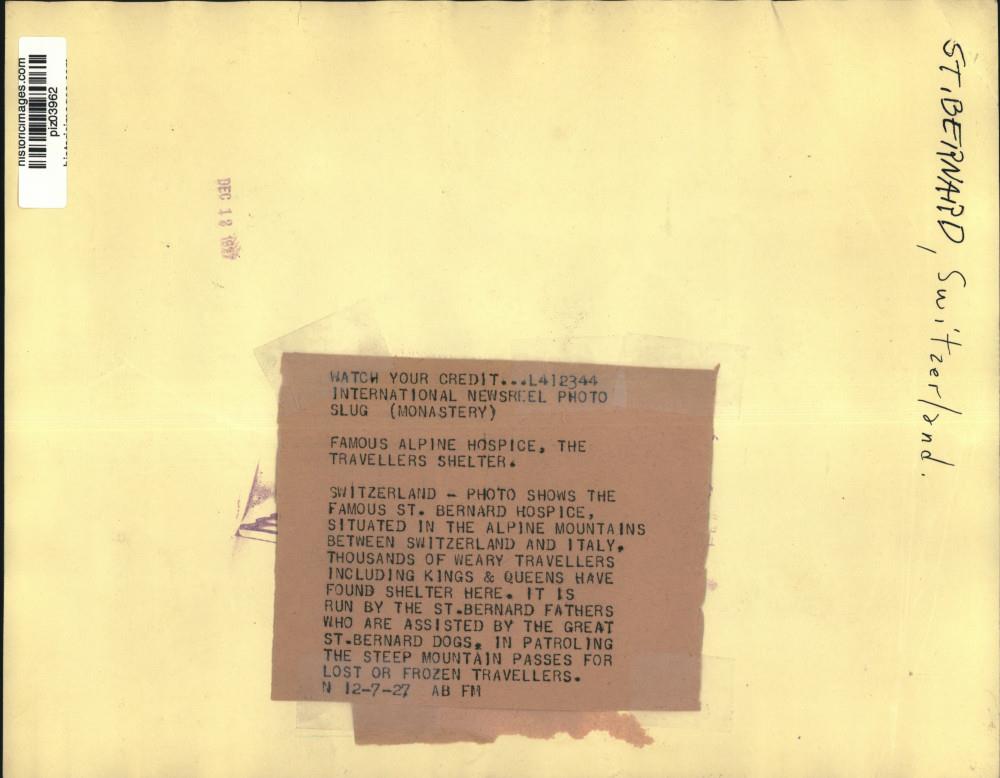 historicimages.com
piz03962
DEC 18 1927
ST. BERNARD, Switzerland.
WATCH YOUR CREDIT...L412344
INTERNATIONAL NEWSREEL PHOTO
SLUG (MONASTERY)
FAMOUS ALPINE HOSPICE, THE
TRAVELLERS SHELTER.
SWITZERLAND - PHOTO SHOWS THE
FAMOUS ST. BERNARD HOSPICE,
SITUATED IN THE ALPINE MOUNTAINS
BETWEEN SWITZERLAND AND ITALY,
THOUSANDS OF WEARY TRAVELLERS
INCLUDING KINGS & QUEENS HAVE
FOUND SHELTER HERE. IT IS
RUN BY THE ST.BERNARD FATHERS
WHO ARE ASSISTED BY THE GREAT
ST.BERNARD DOGS, IN PATROLING
THE STEEP MOUNTAIN PASSES FOR
LOST OR FROZEN TRAVELLERS.
N 12-7-27 AB FM